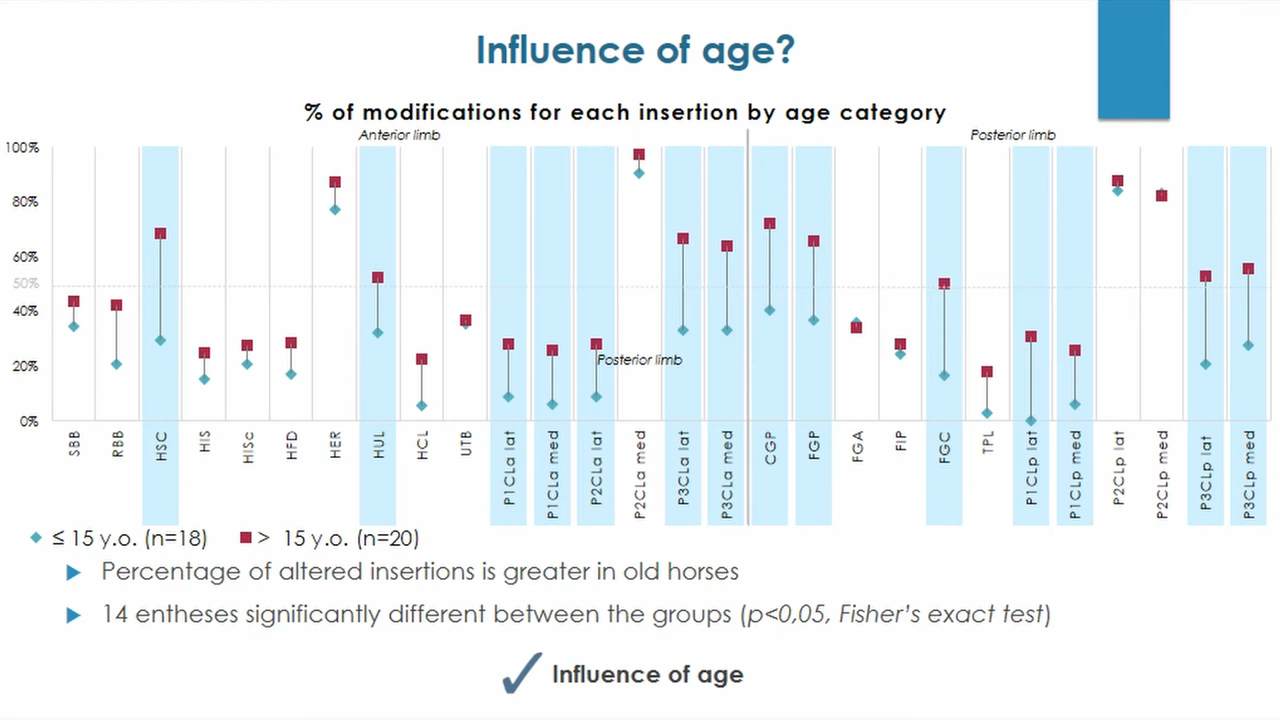 Influence of age?
% of modifications for each insertion by age category
Anterior limb
Posterior limb
100%
80%
60%
50%
40%
20%
0%
Posterior limb
SBB
RBB
HSC
HIS
HISc
HFD
HER
HUL
HCL
UTB
P1CLa lat
P1CLa med
P2CLa lat
P2CLa med
P3CLa lat
P3CLa med
CGP
FGP
FGA
FIP
FGC
TPL
P1CLp lat
P1CLp med
P2CLp lat
P2CLp med
P3CLp lat
P3CLp med
≤ 15 y.o. (n=18)
> 15 y.o. (n=20)
Percentage of altered insertions is greater in old horses
14 entheses significantly different between the groups (p<0,05, Fisher's exact test)
Influence of age